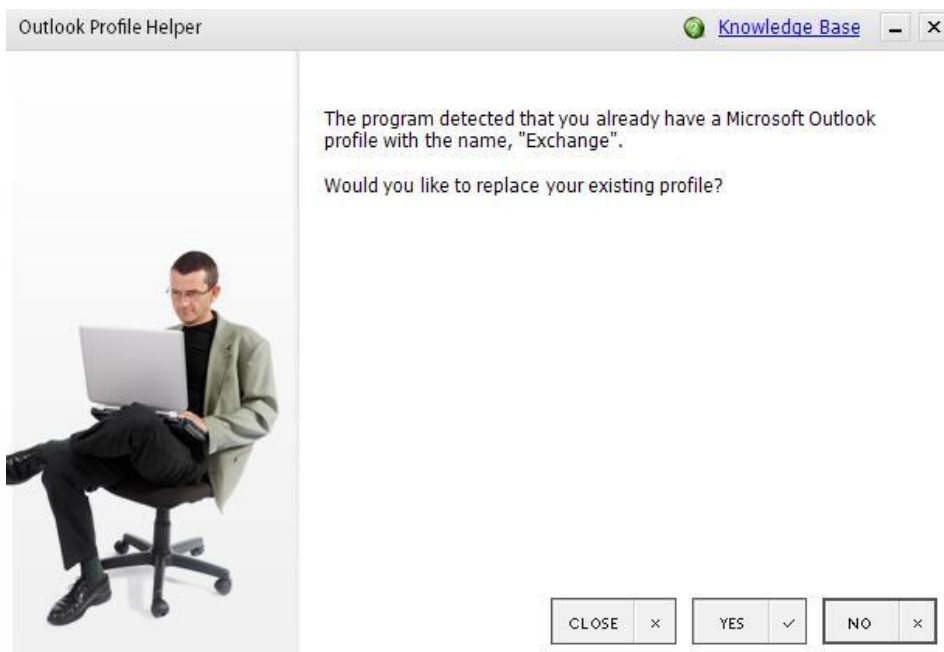 Outlook Profile Helper
Knowledge Base
The program detected that you already have a Microsoft Outlook
profile with the name, "Exchange".
Would you like to replace your existing profile?
CLOSE
YES
NO